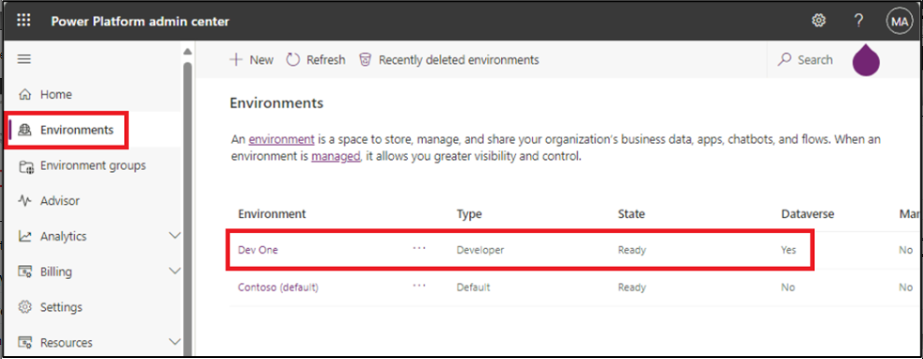 Power Platform admin center
?
MA
Home
Environments
Environment groups
Advisor
Analytics
Billing
Settings
Resources
New Refresh Recently deleted environments Search
Environments
An environment is a space to store, manage, and share your organization's business data, apps, chatbots, and flows. When an
environment is managed, it allows you greater visibility and control.
Environment Type State Dataverse Mar
Dev One ... Developer Ready Yes No
Contoso (default) ... Default Ready No No